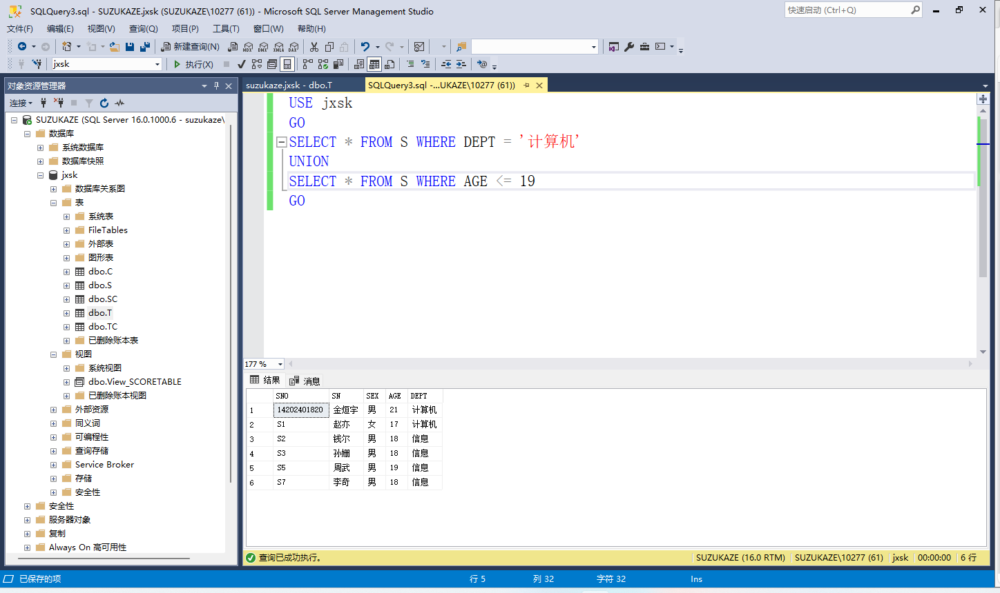 SQLQuery3.sql - SUZUKAZE.jxsk (SUZUKAZE\10277 (61)) - Microsoft SQL Server Management Studio
快速启动 (Ctrl+Q)
文件(F) 编辑(E) 视图(V) 查询(Q) 项目(P) 工具(T) 窗口(W) 帮助(H)
新建查询(N) MDX DMX XMLA DAX
jxsk 执行(X)
对象资源管理器
连接
SUZUKAZE (SQL Server 16.0.1000.6 - suzukaze\
数据库
系统数据库
数据库快照
jxsk
数据库关系图
表
系统表
FileTables
外部表
图形表
dbo.C
dbo.S
dbo.SC
dbo.T
dbo.TC
已删除账本表
视图
系统视图
dbo.View_SCORETABLE
已删除账本视图
外部资源
同义词
可编程性
查询存储
Service Broker
存储
安全性
安全性
服务器对象
复制
Always On 高可用性
suzukaze.jxsk - dbo.T SQLQuery3.sql -...UKAZE\10277 (61))
USE jxsk
GO
SELECT * FROM S WHERE DEPT = '计算机'
UNION
SELECT * FROM S WHERE AGE <= 19
GO
177 %
结果 消息
SNO SN SEX AGE DEPT
1 14202401820 金烜宇 男 21 计算机
2 S1 赵亦 女 17 计算机
3 S2 钱尔 男 18 信息
4 S3 孙姗 男 18 信息
5 S5 周武 男 19 信息
6 S7 李奇 男 18 信息
查询已成功执行。 SUZUKAZE (16.0 RTM) SUZUKAZE\10277 (61) jxsk 00:00:00 6 行
已保存的项 行 5 列 32 字符 32 Ins